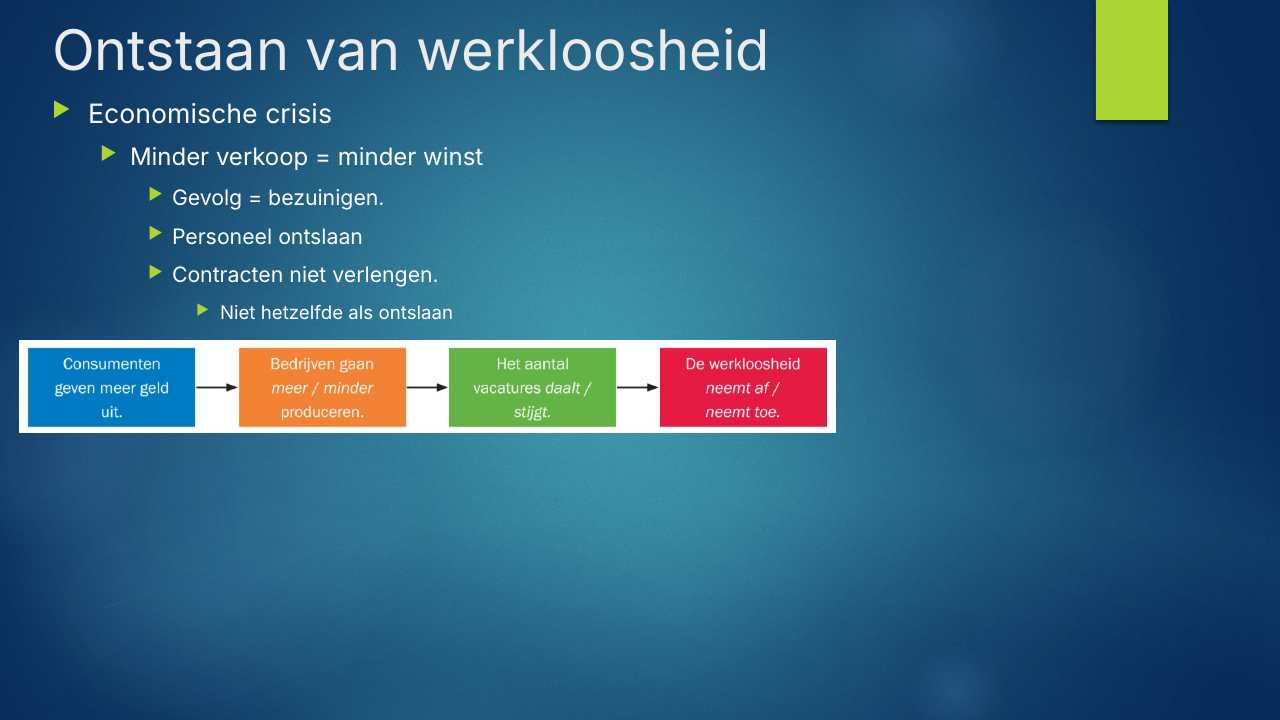 Ontstaan van werkloosheid
Economische crisis
Minder verkoop = minder winst
Gevolg = bezuinigen.
Personeel ontslaan
Contracten niet verlengen.
Niet hetzelfde als ontslaan
Consumenten
geven meer geld
uit.
Bedrijven gaan
meer / minder
produceren.
Het aantal
vacatures daalt /
stijgt.
De werkloosheid
neemt af /
neemt toe.